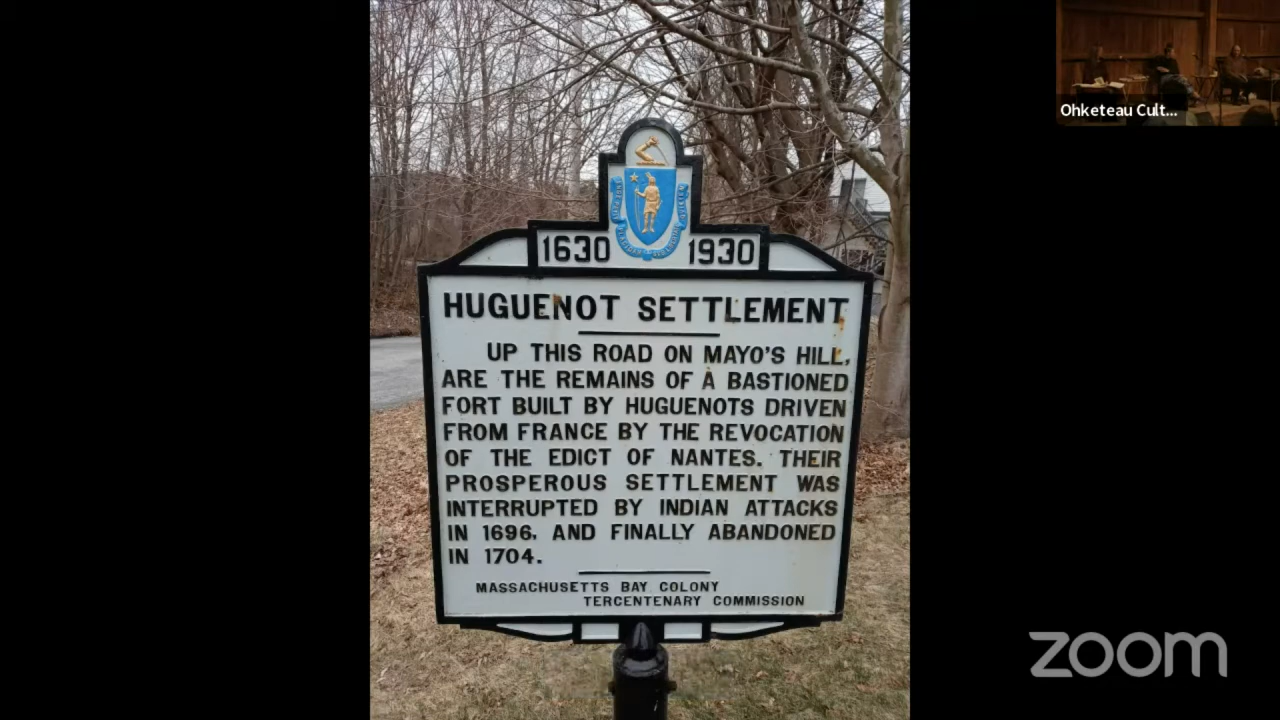 Ohketeau Cult...
1630 1930
HUGUENOT SETTLEMENT
UP THIS ROAD ON MAYO'S HILL,
ARE THE REMAINS OF A BASTIONED
FORT BUILT BY HUGUENOTS DRIVEN
FROM FRANCE BY THE REVOCATION
OF THE EDICT OF NANTES. THEIR
PROSPEROUS SETTLEMENT WAS
INTERRUPTED BY INDIAN ATTACKS
IN 1696, AND FINALLY ABANDONED
IN 1704.
MASSACHUSETTS BAY COLONY
TERCENTENARY COMMISSION
zoom